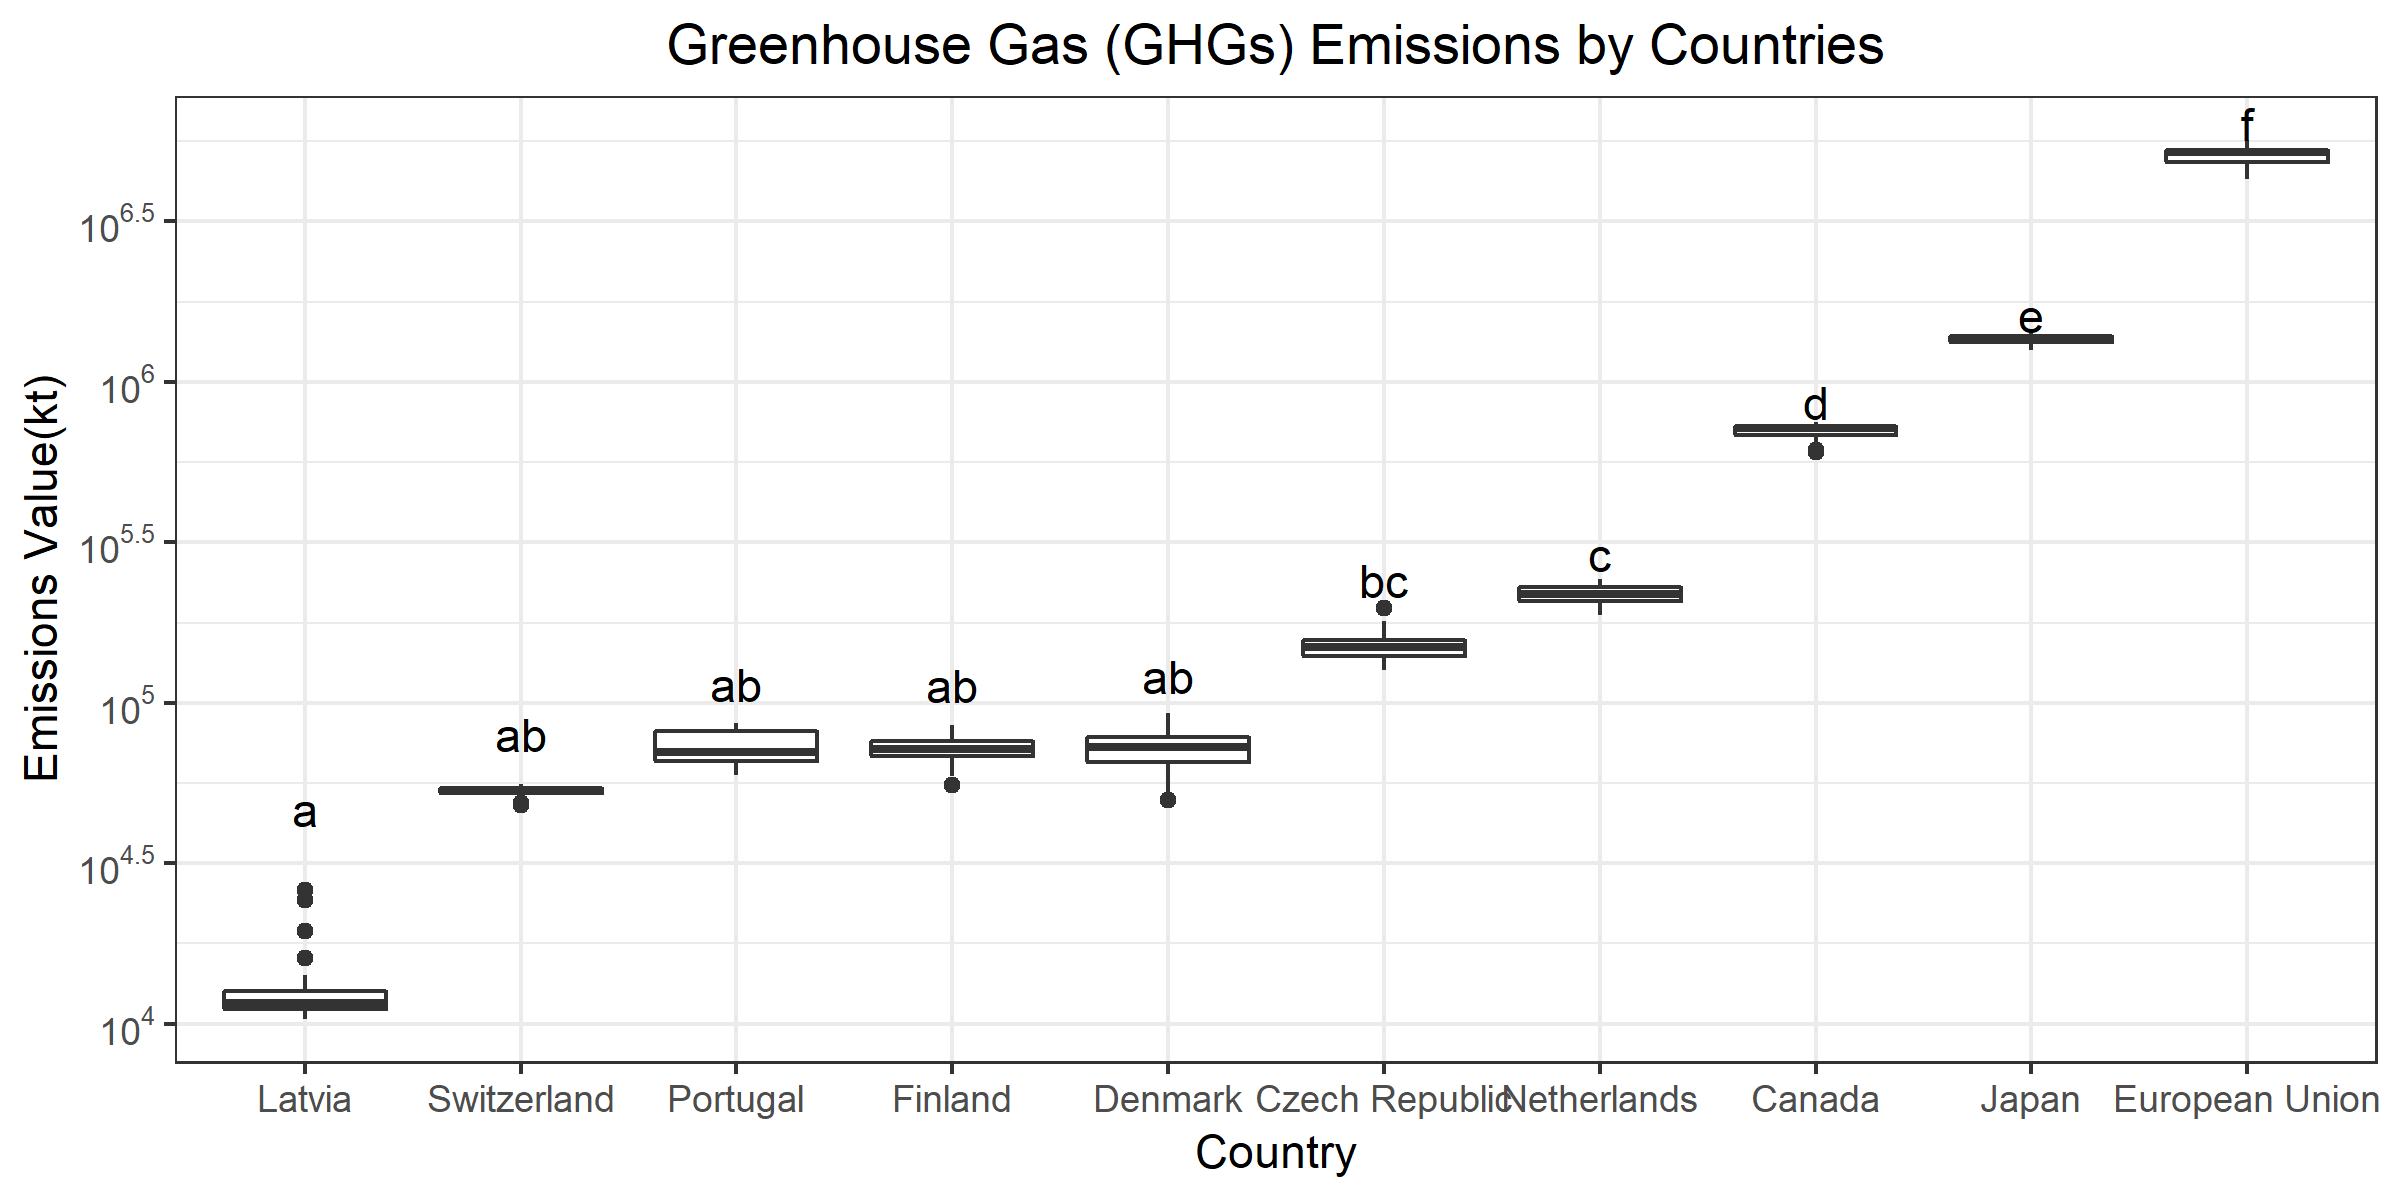 Greenhouse Gas (GHGs) Emissions by Countries
Emissions Value(kt)
10^6.5
10^6
10^5.5
10^5
10^4.5
10^4
a
ab
ab
ab
ab
bc
c
d
e
f
Latvia
Switzerland
Portugal
Finland
Denmark
Czech Republic
Netherlands
Canada
Japan
European Union
Country